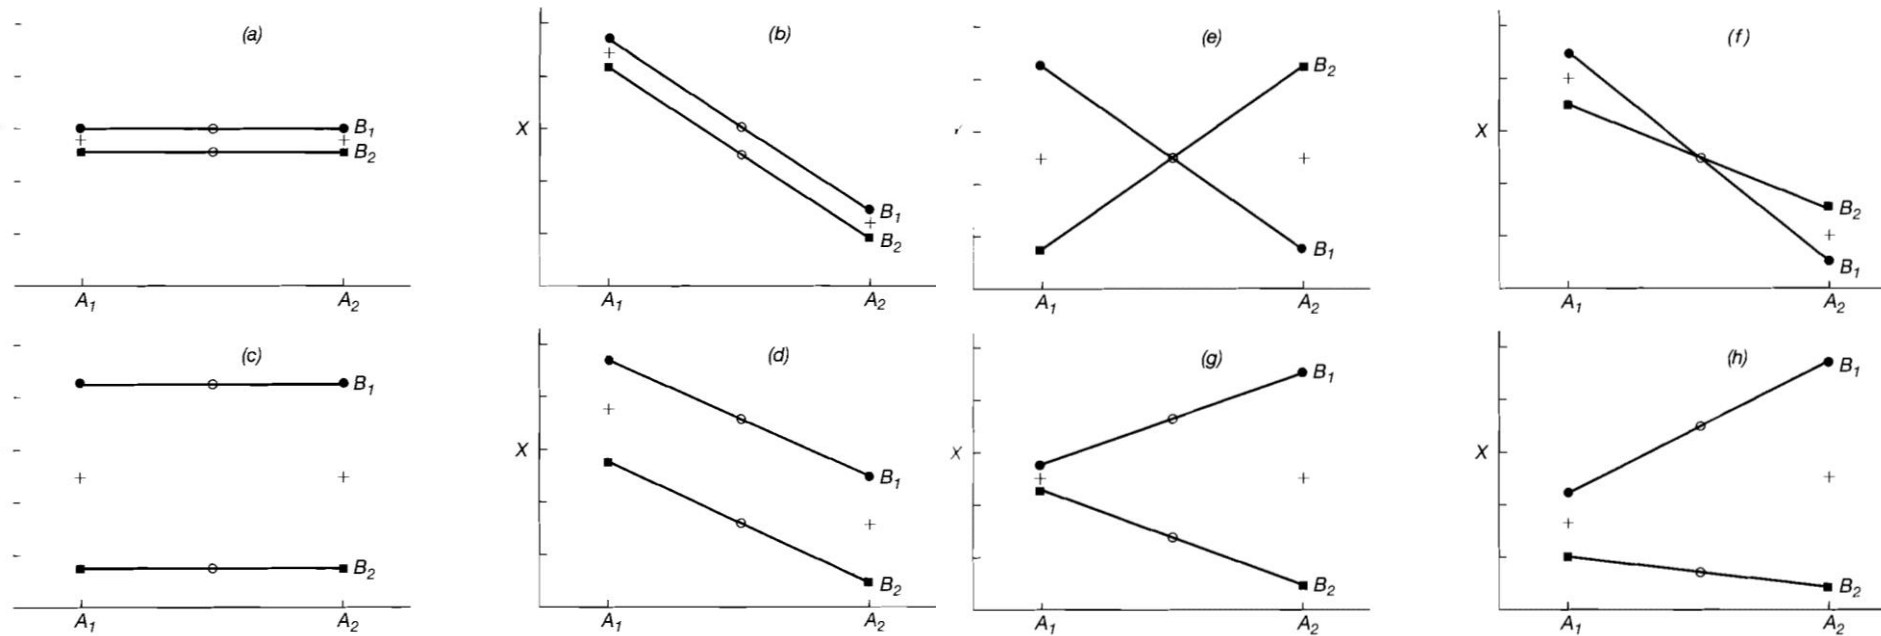 (a) (b) (e) (f)
B1 B2
X B1 B2
B2 B1
X B2 B1
A1 A2 A1 A2 A1 A2 A1 A2
(c) (d) (g) (h)
B1 B2
X B1 B2
X B1 B2
X B1 B2
A1 A2 A1 A2 A1 A2 A1 A2